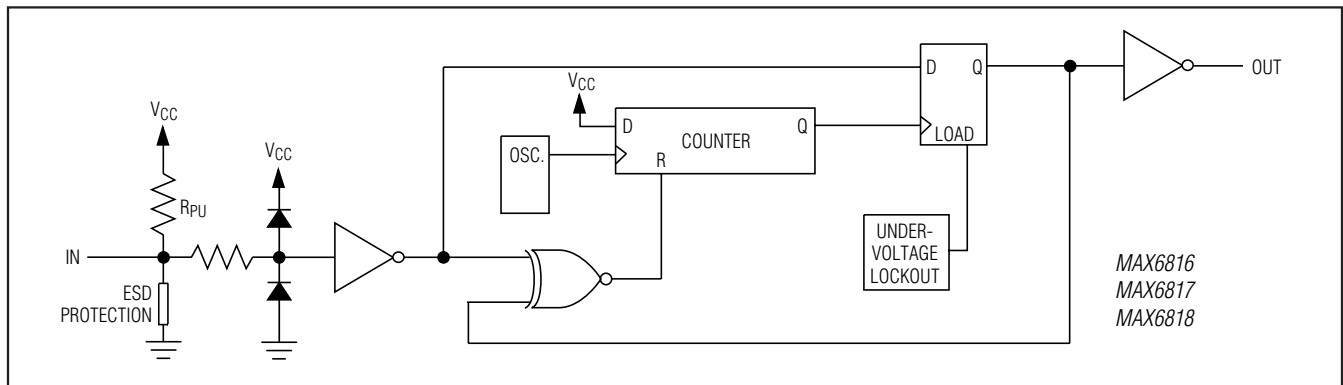 D Q
OUT
VCC
D COUNTER Q
LOAD
VCC
VCC
OSC.
R
RPU
UNDER-
VOLTAGE
LOCKOUT
IN
MAX6816
MAX6817
MAX6818
ESD
PROTECTION